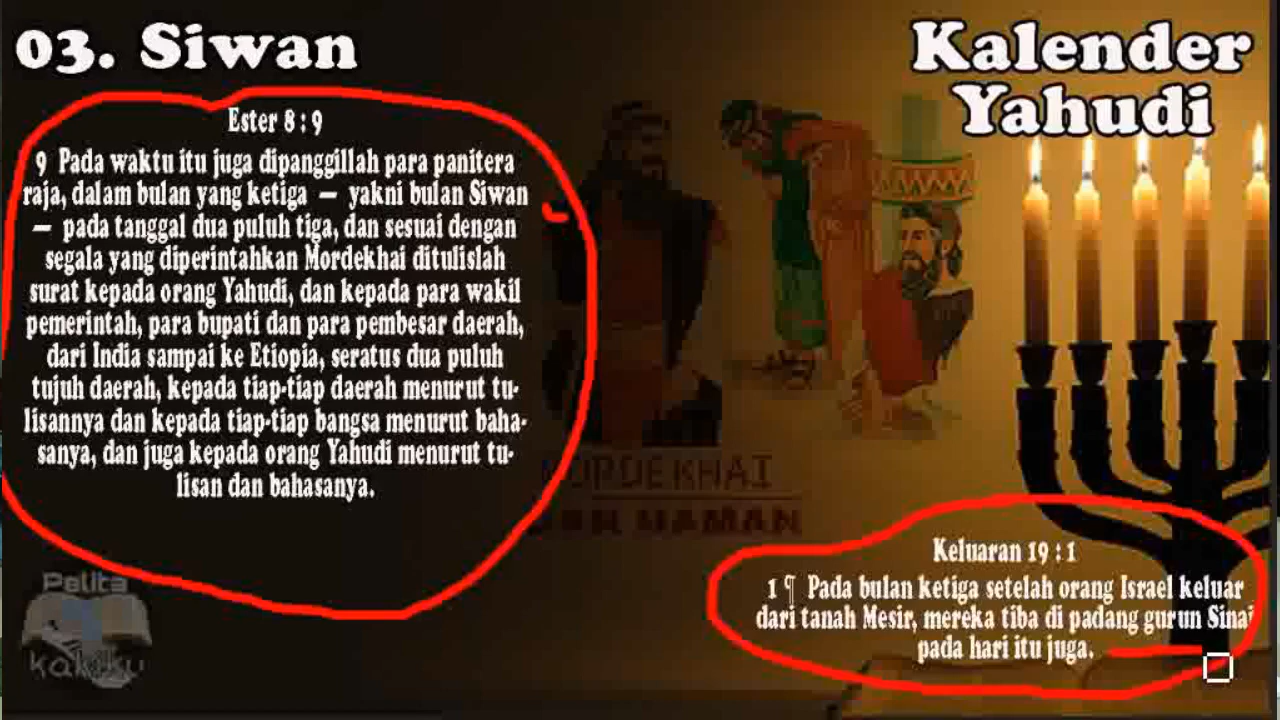 03. Siwan
Kalender
Yahudi
Ester 8 : 9
9 Pada waktu itu juga dipanggillah para panitera
raja, dalam bulan yang ketiga — yakni bulan Siwan
— pada tanggal dua puluh tiga, dan sesuai dengan
segala yang diperintahkan Mordekhai ditulislah
surat kepada orang Yahudi, dan kepada para wakil
pemerintah, para bupati dan para pembesar daerah,
dari India sampai ke Etiopia, seratus dua puluh
tujuh daerah, kepada tiap-tiap daerah menurut tu-
lisannya dan kepada tiap-tiap bangsa menurut baha-
sanya, dan juga kepada orang Yahudi menurut tu-
lisan dan bahasanya.
MORDEKHAI
DAN HAMAN
Keluaran 19 : 1
1 ¶ Pada bulan ketiga setelah orang Israel keluar
dari tanah Mesir, mereka tiba di padang gurun Sinai
pada hari itu juga.
Pelita
kakiku